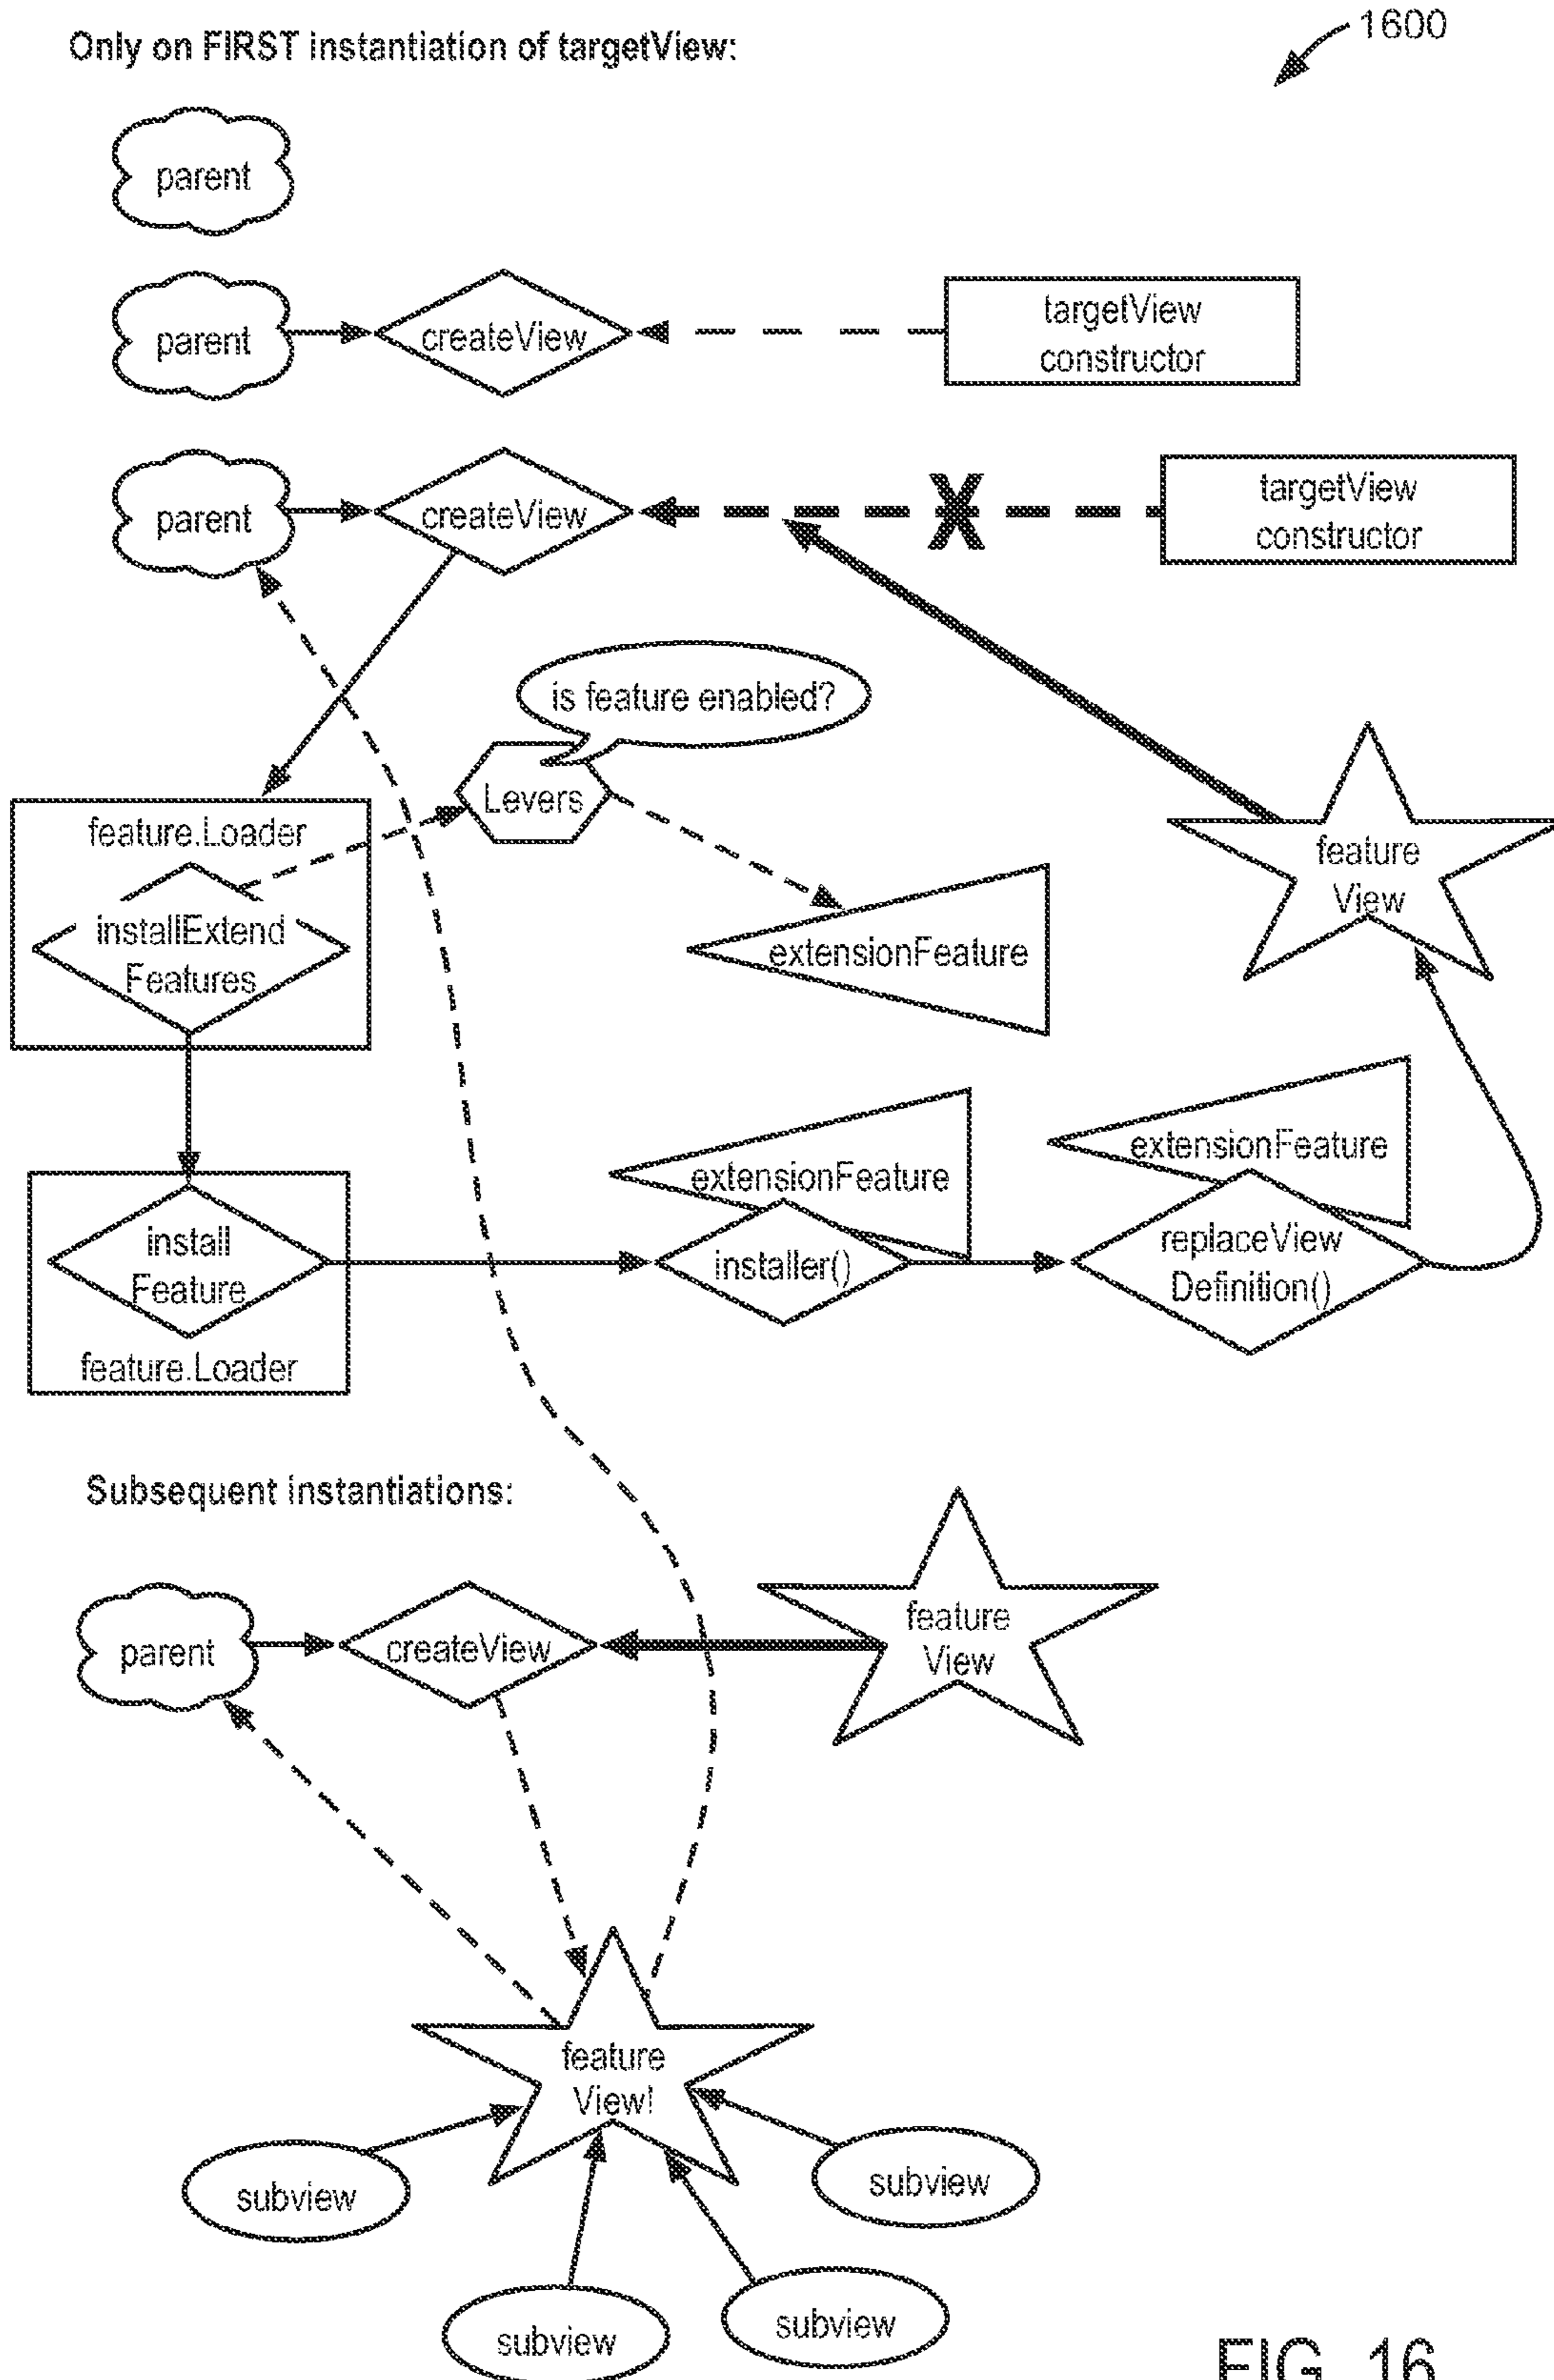 1600
Only on FIRST instantiation of targetView:
parent
parent
createView
targetView
constructor
parent
createView
X
targetView
constructor
is feature enabled?
Levers
feature.Loader
installExtend
Features
extensionFeature
feature
View
extensionFeature
extensionFeature
install
Feature
feature.Loader
installer()
replaceView
Definition()
Subsequent instantiations:
parent
createView
feature
View
feature
View!
subview
subview
subview
subview
FIG. 16